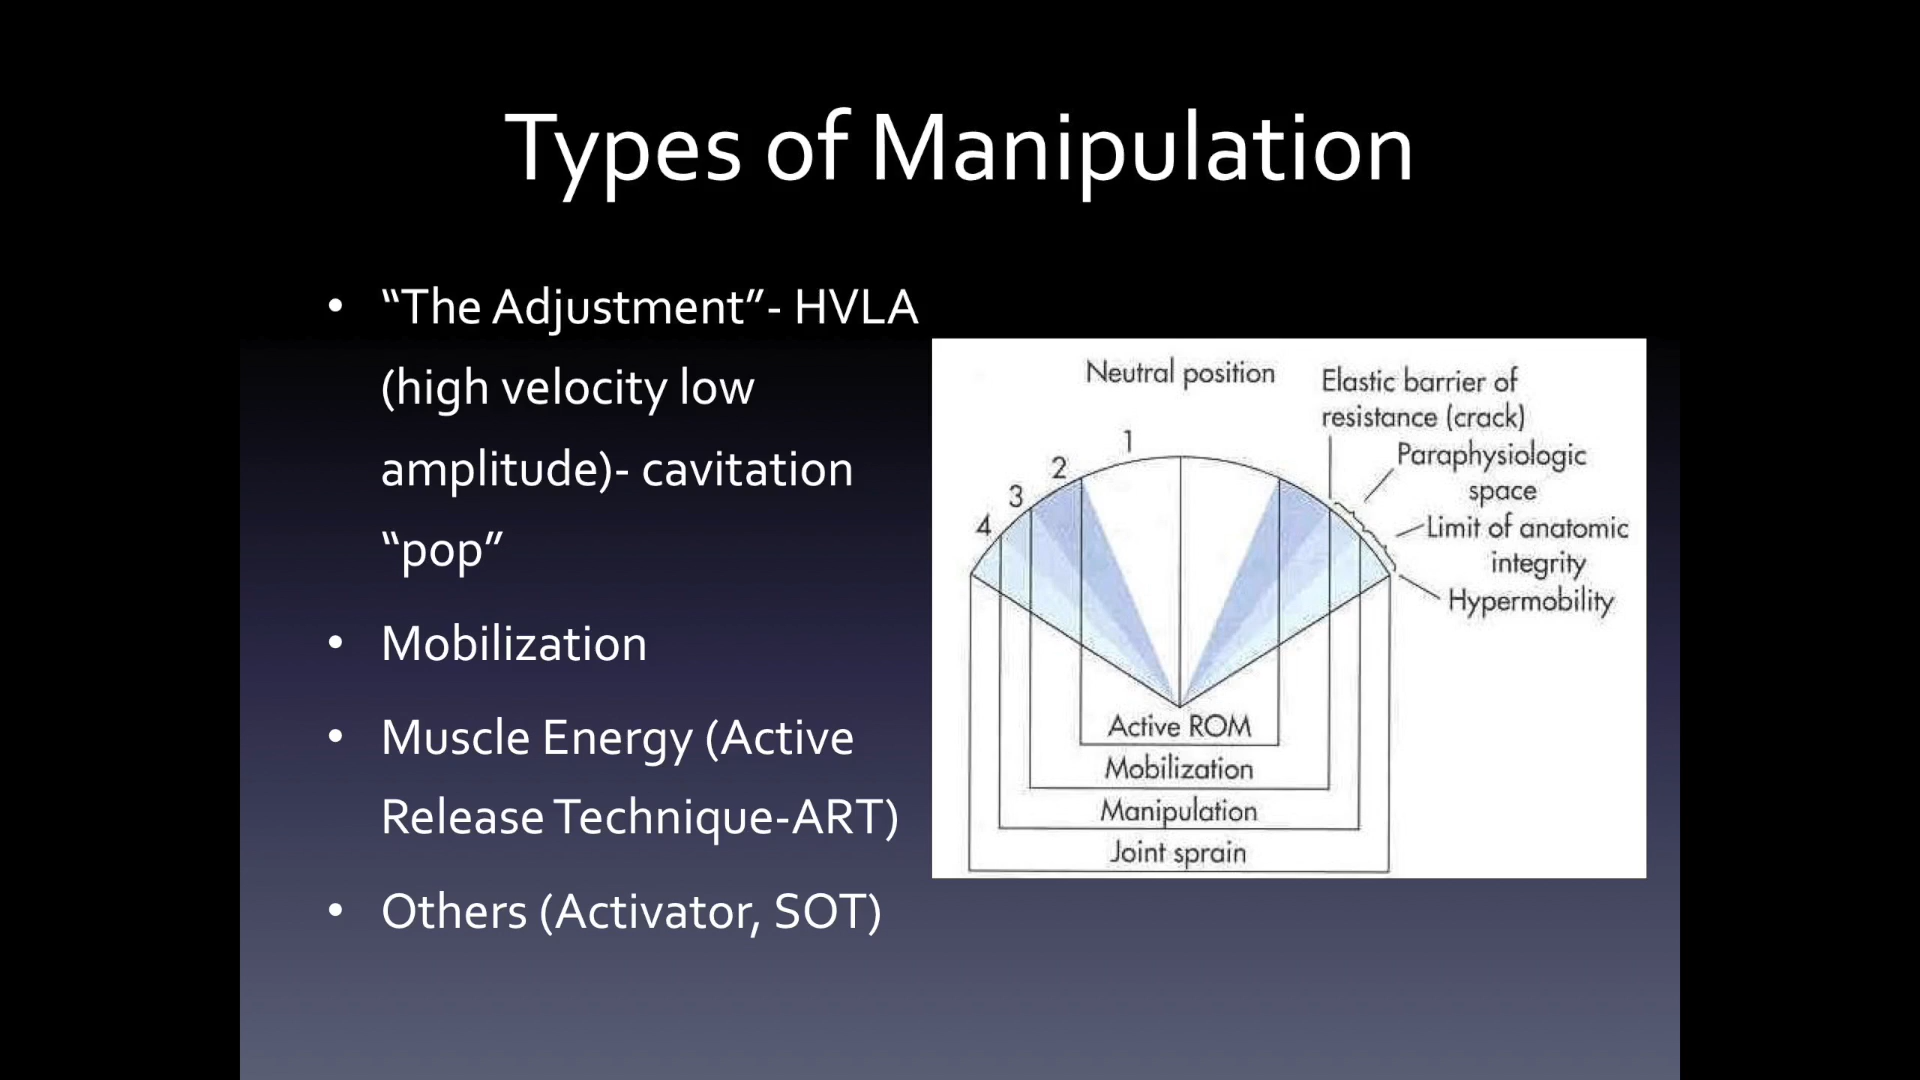 Types of Manipulation
• “The Adjustment”- HVLA
(high velocity low
amplitude)- cavitation
“pop”
• Mobilization
• Muscle Energy (Active
Release Technique-ART)
• Others (Activator, SOT)
Neutral position
Elastic barrier of
resistance (crack)
Paraphysiologic
space
Limit of anatomic
integrity
Hypermobility
1
2
3
4
Active ROM
Mobilization
Manipulation
Joint sprain